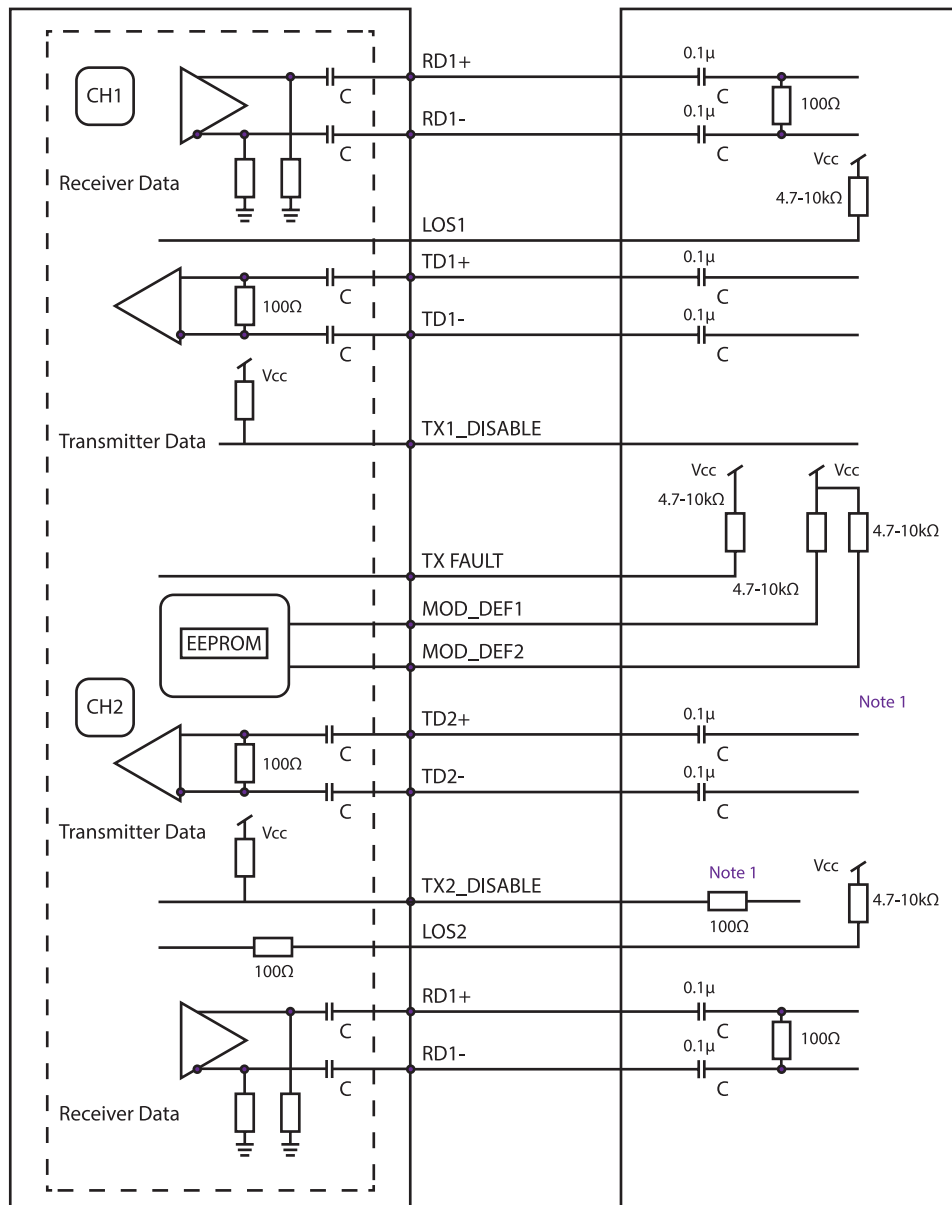 RD1+
0.1µ
CH1
C
C
100Ω
RD1-
0.1µ
C
C
Vcc
Receiver Data
4.7-10kΩ
LOS1
TD1+
0.1µ
C
C
100Ω
TD1-
0.1µ
C
C
Vcc
TX1_DISABLE
Transmitter Data
Vcc
Vcc
4.7-10kΩ
4.7-10kΩ
TX FAULT
4.7-10kΩ
MOD_DEF1
EEPROM
MOD_DEF2
CH2
Note 1
TD2+
0.1µ
C
C
100Ω
TD2-
0.1µ
C
C
Transmitter Data
Vcc
Note 1
Vcc
TX2_DISABLE
4.7-10kΩ
100Ω
LOS2
100Ω
RD1+
0.1µ
C
C
100Ω
RD1-
0.1µ
C
C
Receiver Data